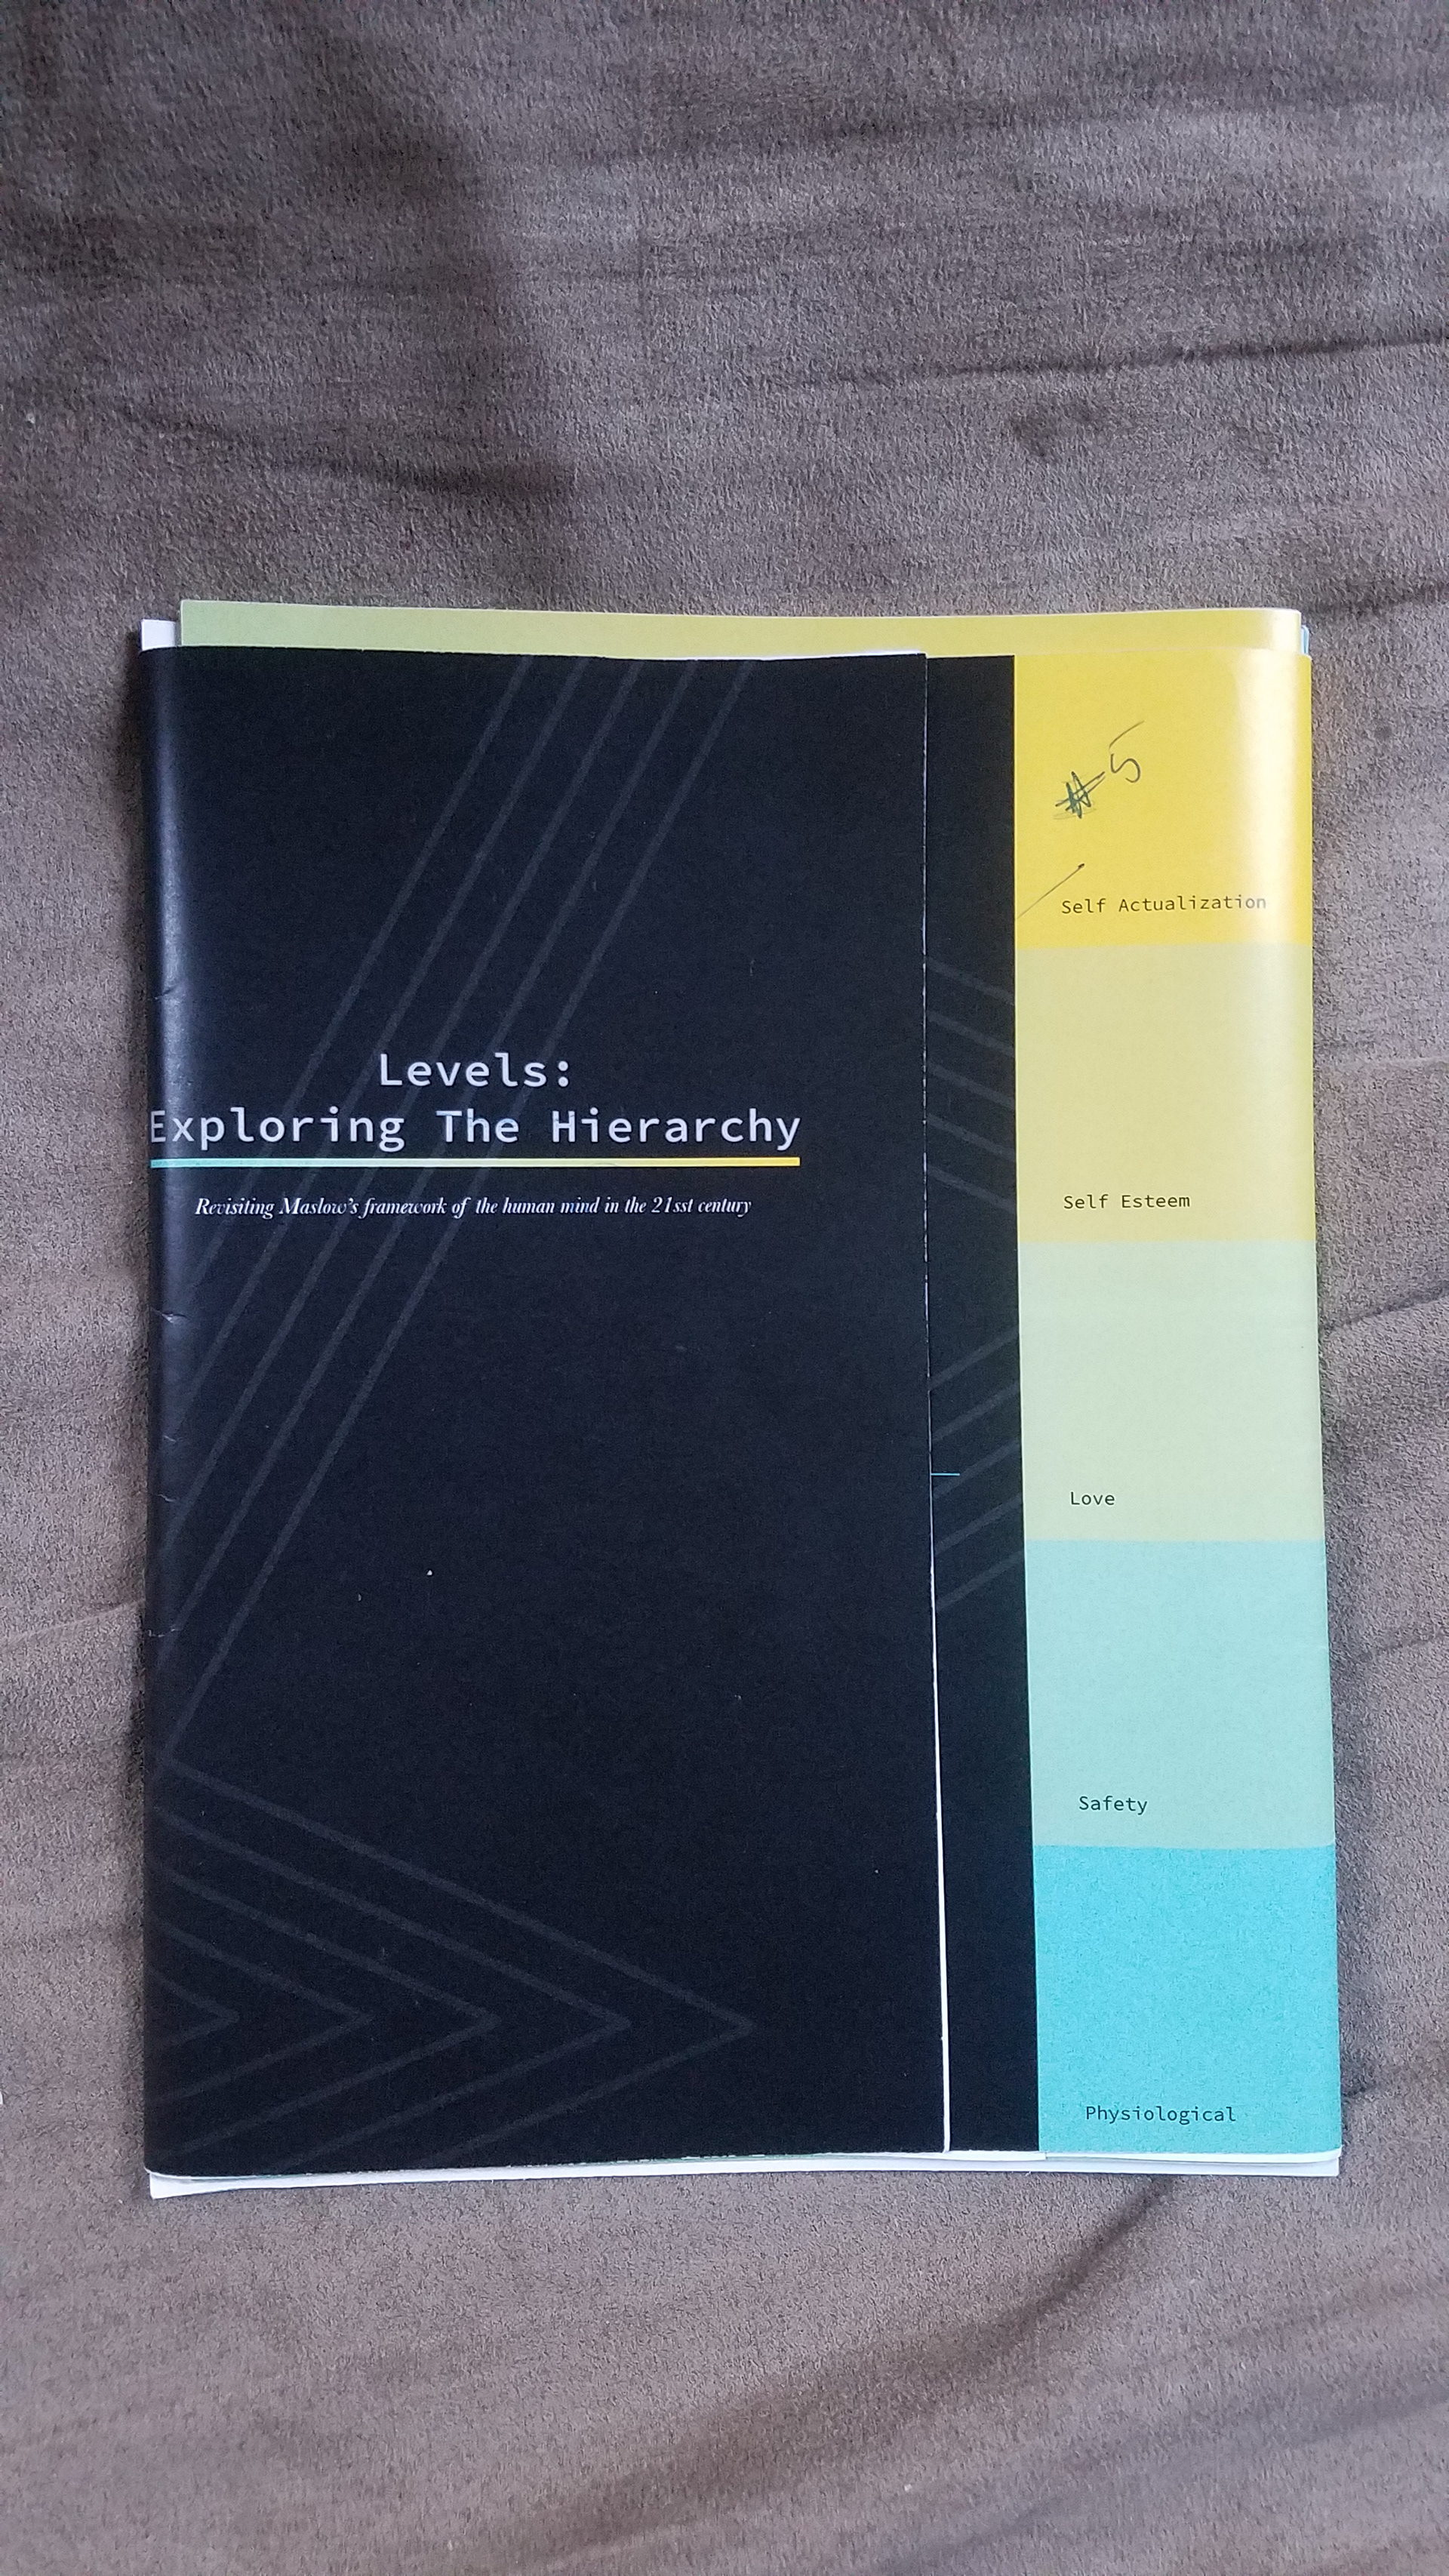 Levels:
Exploring The Hierarchy
Revisiting Maslow's framework of the human mind in the 21sst century
#5
Self Actualization
Self Esteem
Love
Safety
Physiological